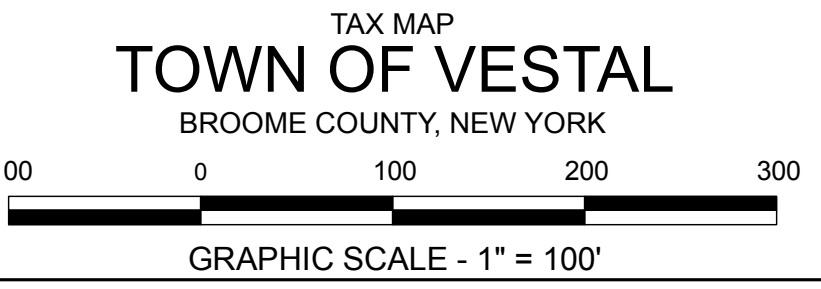 TAX MAP
TOWN OF VESTAL
BROOME COUNTY, NEW YORK
00 0 100 200 300
GRAPHIC SCALE - 1" = 100'